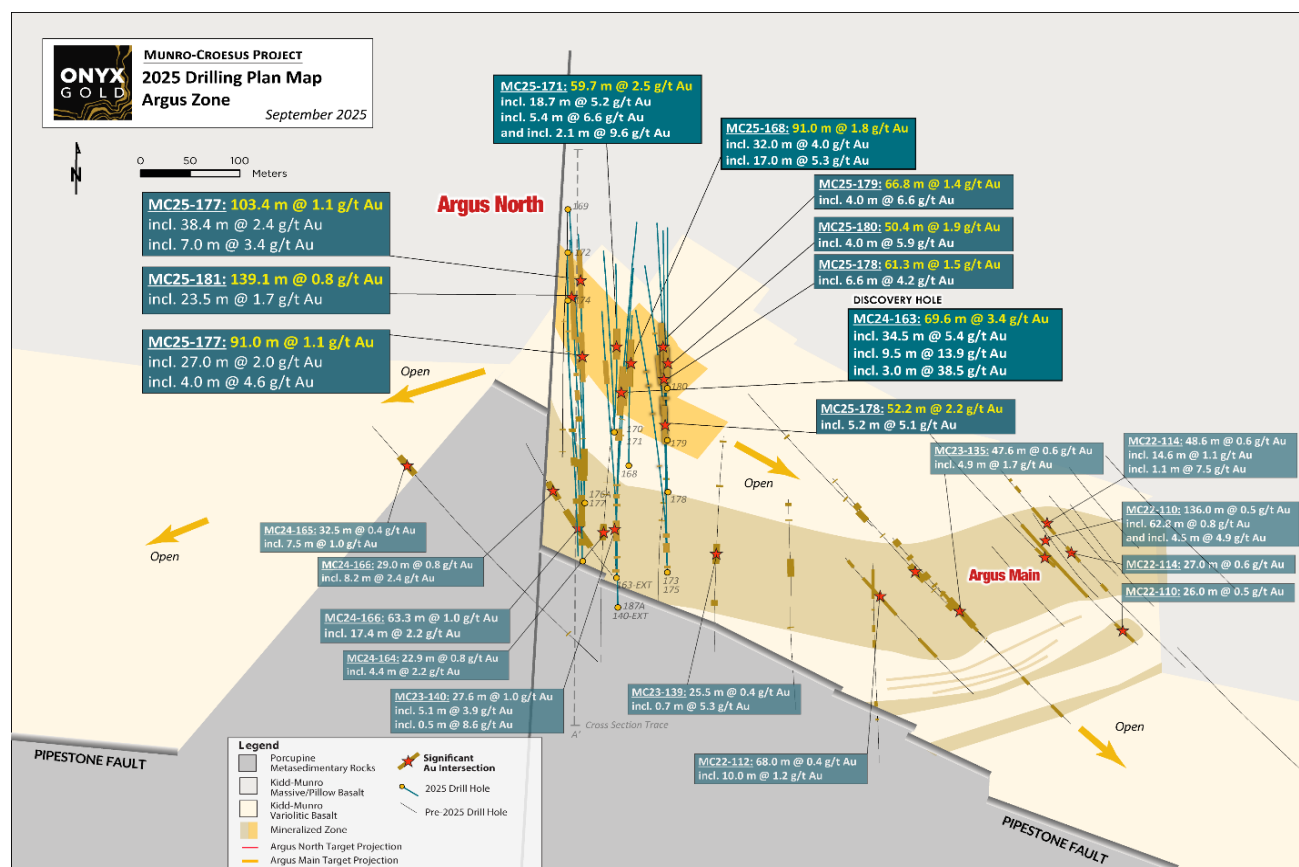 ONYX
GOLD
MUNRO-CROESUS PROJECT
2025 Drilling Plan Map
Argus Zone
September 2025
N
0 50 100
Meters
MC25-171: 59.7 m @ 2.5 g/t Au
incl. 18.7 m @ 5.2 g/t Au
incl. 5.4 m @ 6.6 g/t Au
and incl. 2.1 m @ 9.6 g/t Au
MC25-168: 91.0 m @ 1.8 g/t Au
incl. 32.0 m @ 4.0 g/t Au
incl. 17.0 m @ 5.3 g/t Au
MC25-179: 66.8 m @ 1.4 g/t Au
incl. 4.0 m @ 6.6 g/t Au
MC25-180: 50.4 m @ 1.9 g/t Au
incl. 4.0 m @ 5.9 g/t Au
MC25-178: 61.3 m @ 1.5 g/t Au
incl. 6.6 m @ 4.2 g/t Au
DISCOVERY HOLE
MC24-163: 69.6 m @ 3.4 g/t Au
incl. 34.5 m @ 5.4 g/t Au
incl. 9.5 m @ 13.9 g/t Au
incl. 3.0 m @ 38.5 g/t Au
MC25-177: 103.4 m @ 1.1 g/t Au
incl. 38.4 m @ 2.4 g/t Au
incl. 7.0 m @ 3.4 g/t Au
MC25-181: 139.1 m @ 0.8 g/t Au
incl. 23.5 m @ 1.7 g/t Au
MC25-177: 91.0 m @ 1.1 g/t Au
incl. 27.0 m @ 2.0 g/t Au
incl. 4.0 m @ 4.6 g/t Au
Argus North
169
172
174
180
170
171
179
168
178
176A
177
173
175
163-EXT
187A
140-EXT
Open
Open
Open
Open
MC25-178: 52.2 m @ 2.2 g/t Au
incl. 5.2 m @ 5.1 g/t Au
MC23-135: 47.6 m @ 0.6 g/t Au
incl. 4.9 m @ 1.7 g/t Au
MC22-114: 48.6 m @ 0.6 g/t Au
incl. 14.6 m @ 1.1 g/t Au
incl. 1.1 m @ 7.5 g/t Au
MC22-110: 136.0 m @ 0.5 g/t Au
incl. 62.8 m @ 0.8 g/t Au
and incl. 4.5 m @ 4.9 g/t Au
MC22-114: 27.0 m @ 0.6 g/t Au
MC22-110: 26.0 m @ 0.5 g/t Au
Argus Main
MC24-165: 32.5 m @ 0.4 g/t Au
incl. 7.5 m @ 1.0 g/t Au
MC24-166: 29.0 m @ 0.8 g/t Au
incl. 8.2 m @ 2.4 g/t Au
MC24-166: 63.3 m @ 1.0 g/t Au
incl. 17.4 m @ 2.2 g/t Au
MC24-164: 22.9 m @ 0.8 g/t Au
incl. 4.4 m @ 2.2 g/t Au
MC23-140: 27.6 m @ 1.0 g/t Au
incl. 5.1 m @ 3.9 g/t Au
incl. 0.5 m @ 8.6 g/t Au
MC23-139: 25.5 m @ 0.4 g/t Au
incl. 0.7 m @ 5.3 g/t Au
MC22-112: 68.0 m @ 0.4 g/t Au
incl. 10.0 m @ 1.2 g/t Au
Cross Section Trace
A'
PIPESTONE FAULT
PIPESTONE FAULT
Legend
Porcupine
Metasedimentary Rocks
Kidd-Munro
Massive/Pillow Basalt
Kidd-Munro
Variolitic Basalt
Mineralized Zone
Argus North Target Projection
Argus Main Target Projection
Significant
Au Intersection
2025 Drill Hole
Pre-2025 Drill Hole